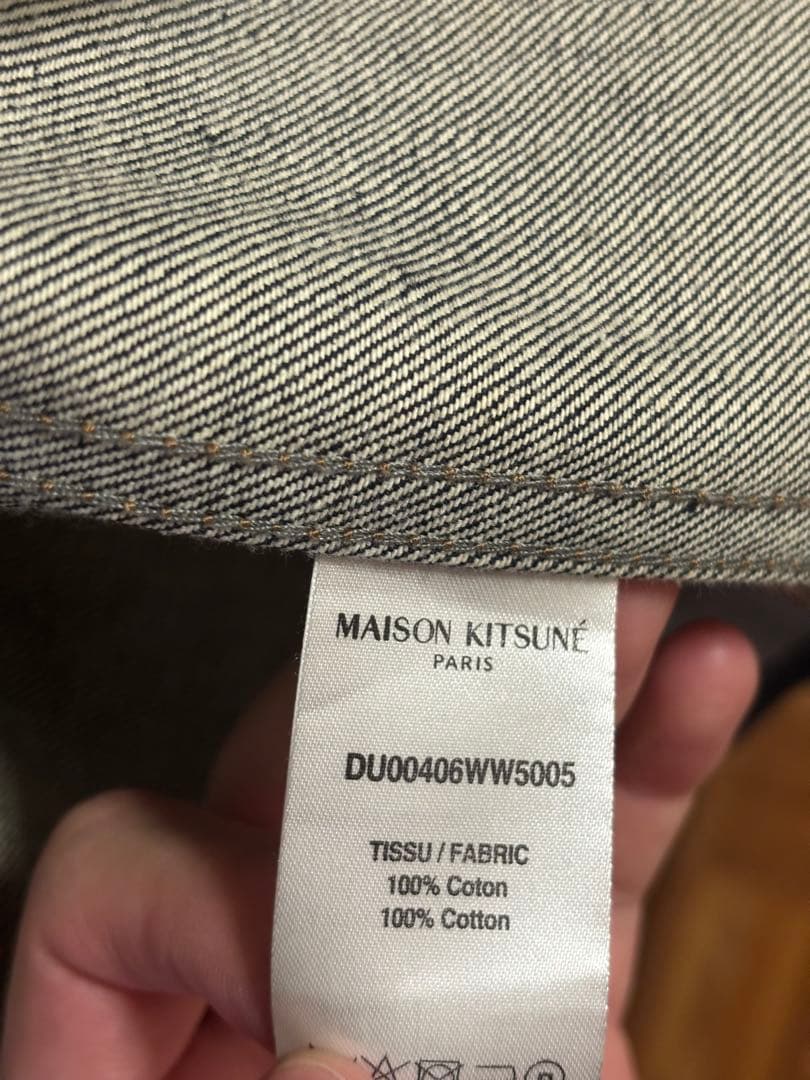 MAISON KITSUNÉ
PARIS
DU00406WW5005
TISSU / FABRIC
100% Coton
100% Cotton